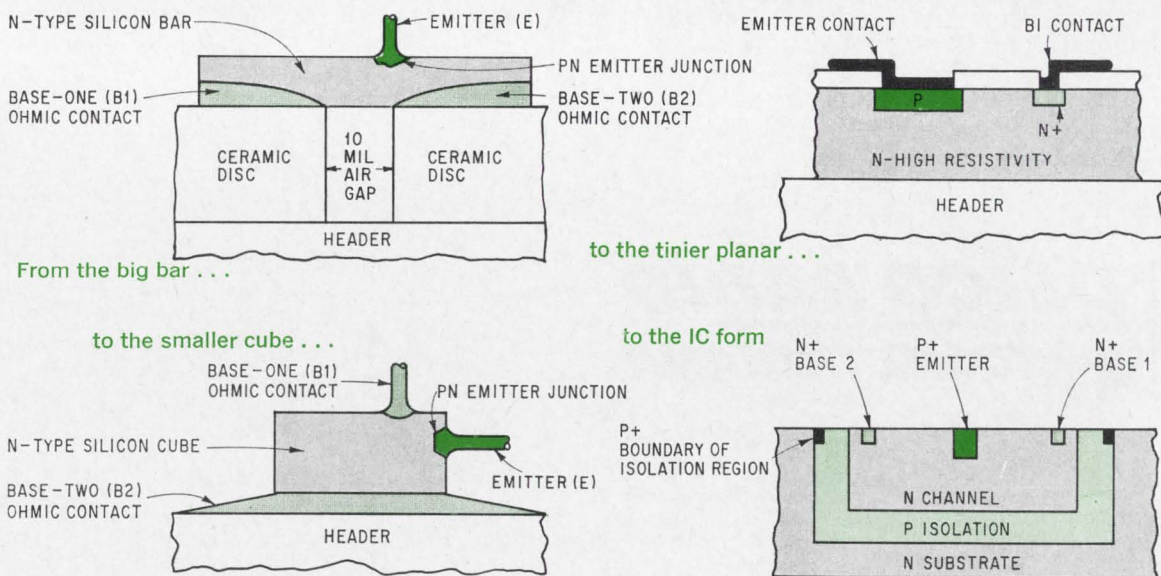 N-TYPE SILICON BAR
EMITTER (E)
PN EMITTER JUNCTION
BASE-ONE (B1)
OHMIC CONTACT
BASE-TWO (B2)
OHMIC CONTACT
CERAMIC
DISC
10
MIL
AIR
GAP
CERAMIC
DISC
HEADER
From the big bar . . .
EMITTER CONTACT
BI CONTACT
P
N+
N-HIGH RESISTIVITY
HEADER
to the tinier planar . . .
to the smaller cube . . .
BASE-ONE (B1)
OHMIC CONTACT
PN EMITTER JUNCTION
N-TYPE SILICON CUBE
EMITTER (E)
BASE-TWO (B2)
OHMIC CONTACT
HEADER
to the IC form
N+
BASE 2
P+
EMITTER
N+
BASE 1
P+
BOUNDARY OF
ISOLATION REGION
N CHANNEL
P ISOLATION
N SUBSTRATE